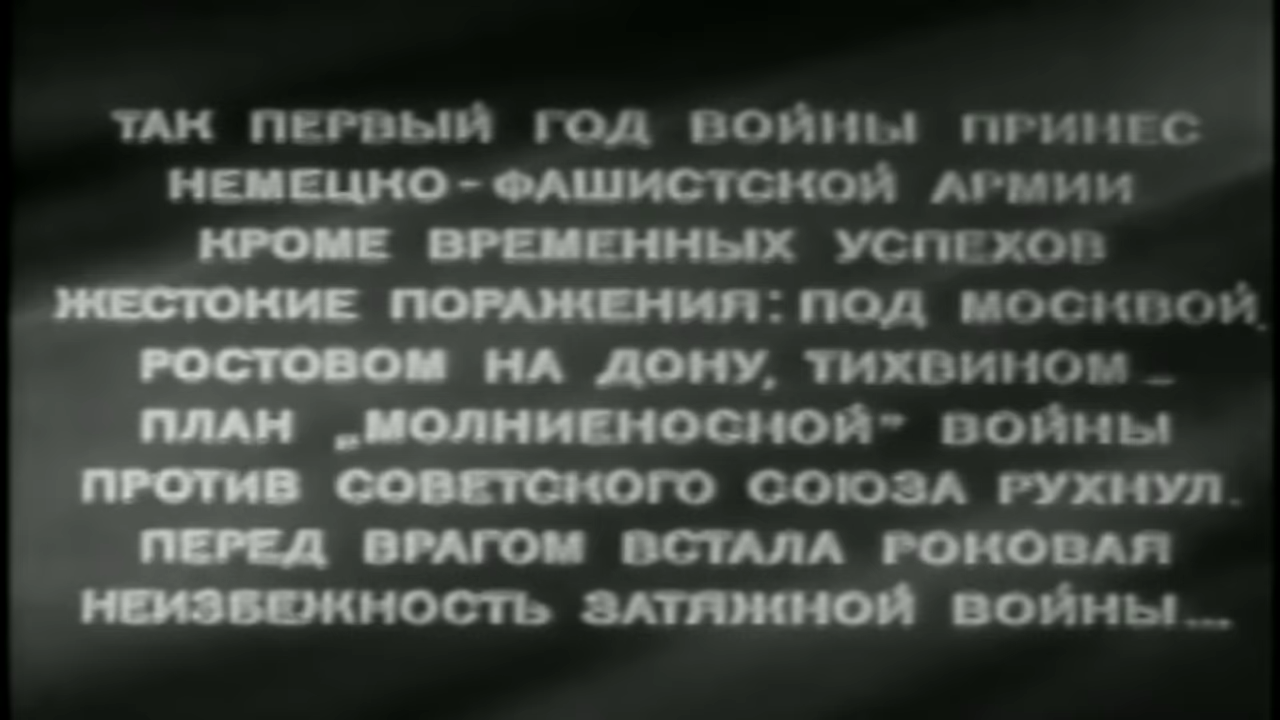 ТАК ПЕРВЫЙ ГОД ВОЙНЫ ПРИНЕС
НЕМЕЦКО-ФАШИСТСКОЙ АРМИИ
КРОМЕ ВРЕМЕННЫХ УСПЕХОВ
ЖЕСТОКИЕ ПОРАЖЕНИЯ: ПОД МОСКВОЙ,
РОСТОВОМ НА ДОНУ, ТИХВИНОМ –
ПЛАН „МОЛНИЕНОСНОЙ” ВОЙНЫ
ПРОТИВ СОВЕТСКОГО СОЮЗА РУХНУЛ.
ПЕРЕД ВРАГОМ ВСТАЛА РОКОВАЯ
НЕИЗБЕЖНОСТЬ ЗАТЯЖНОЙ ВОЙНЫ...